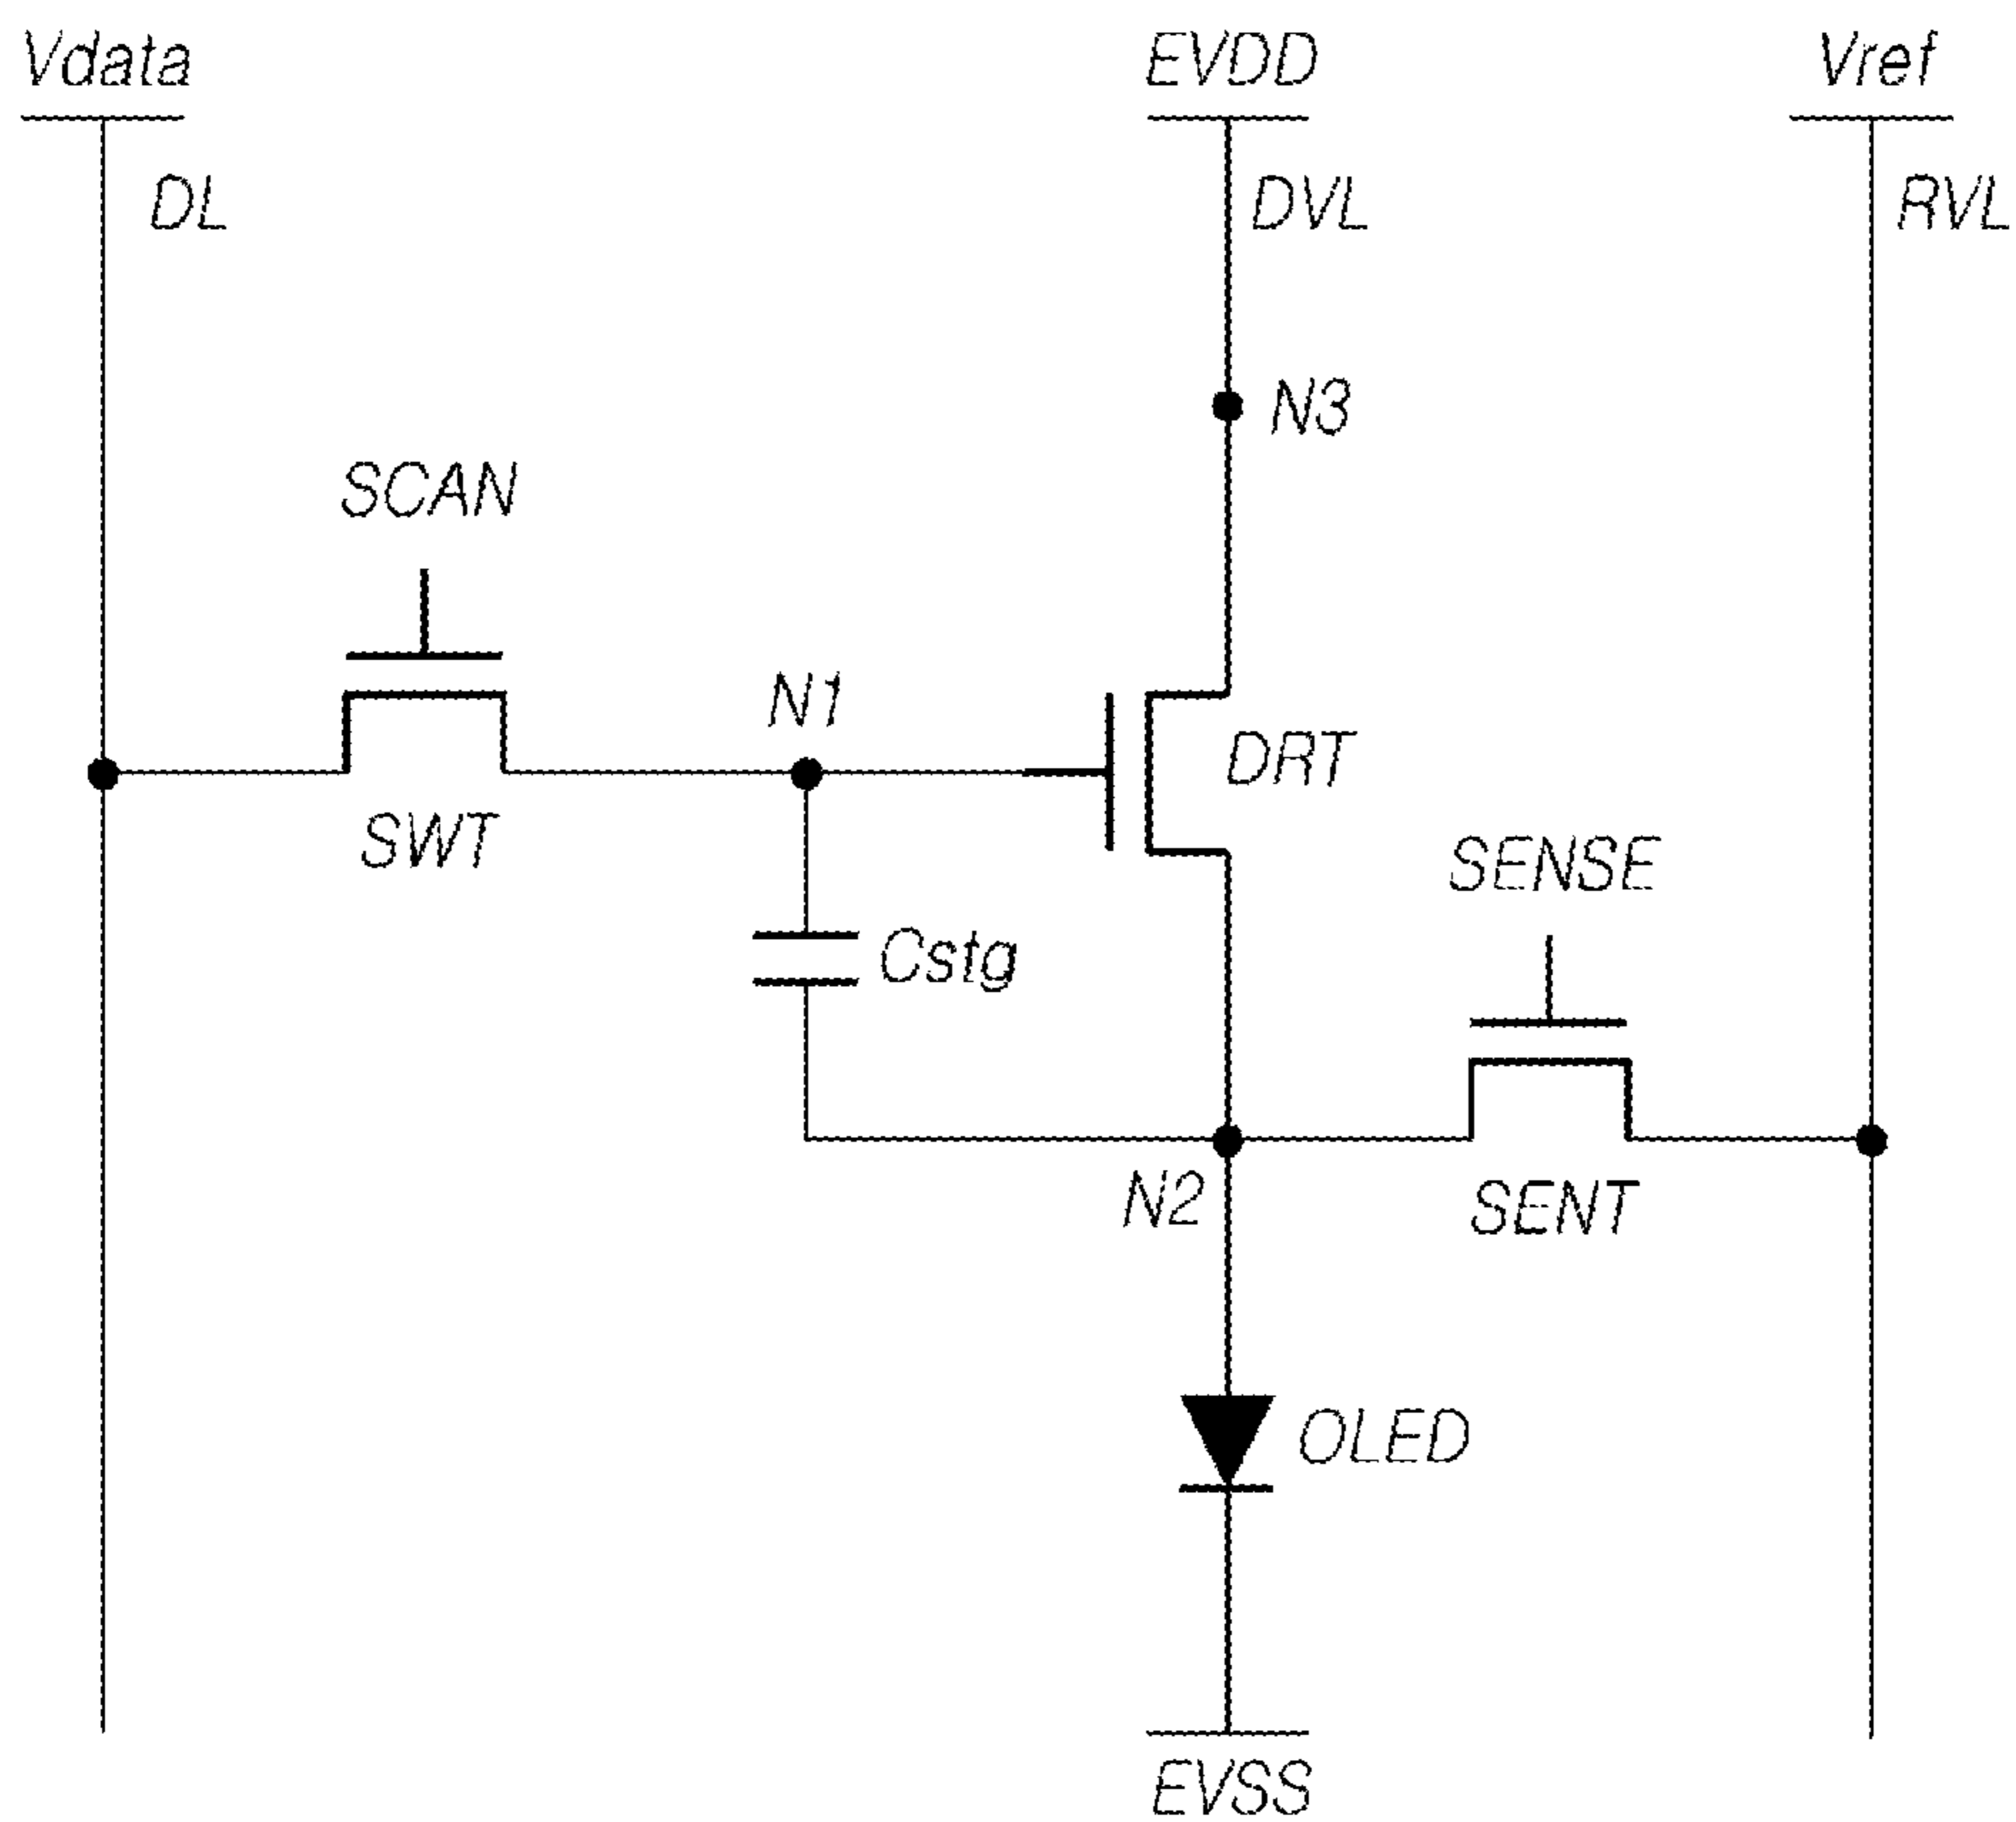 Vdata
EVDD
Vref
DL
DVL
RVL
N3
SCAN
N1
DRT
SWT
SENSE
Cstg
N2
SENT
OLED
EVSS